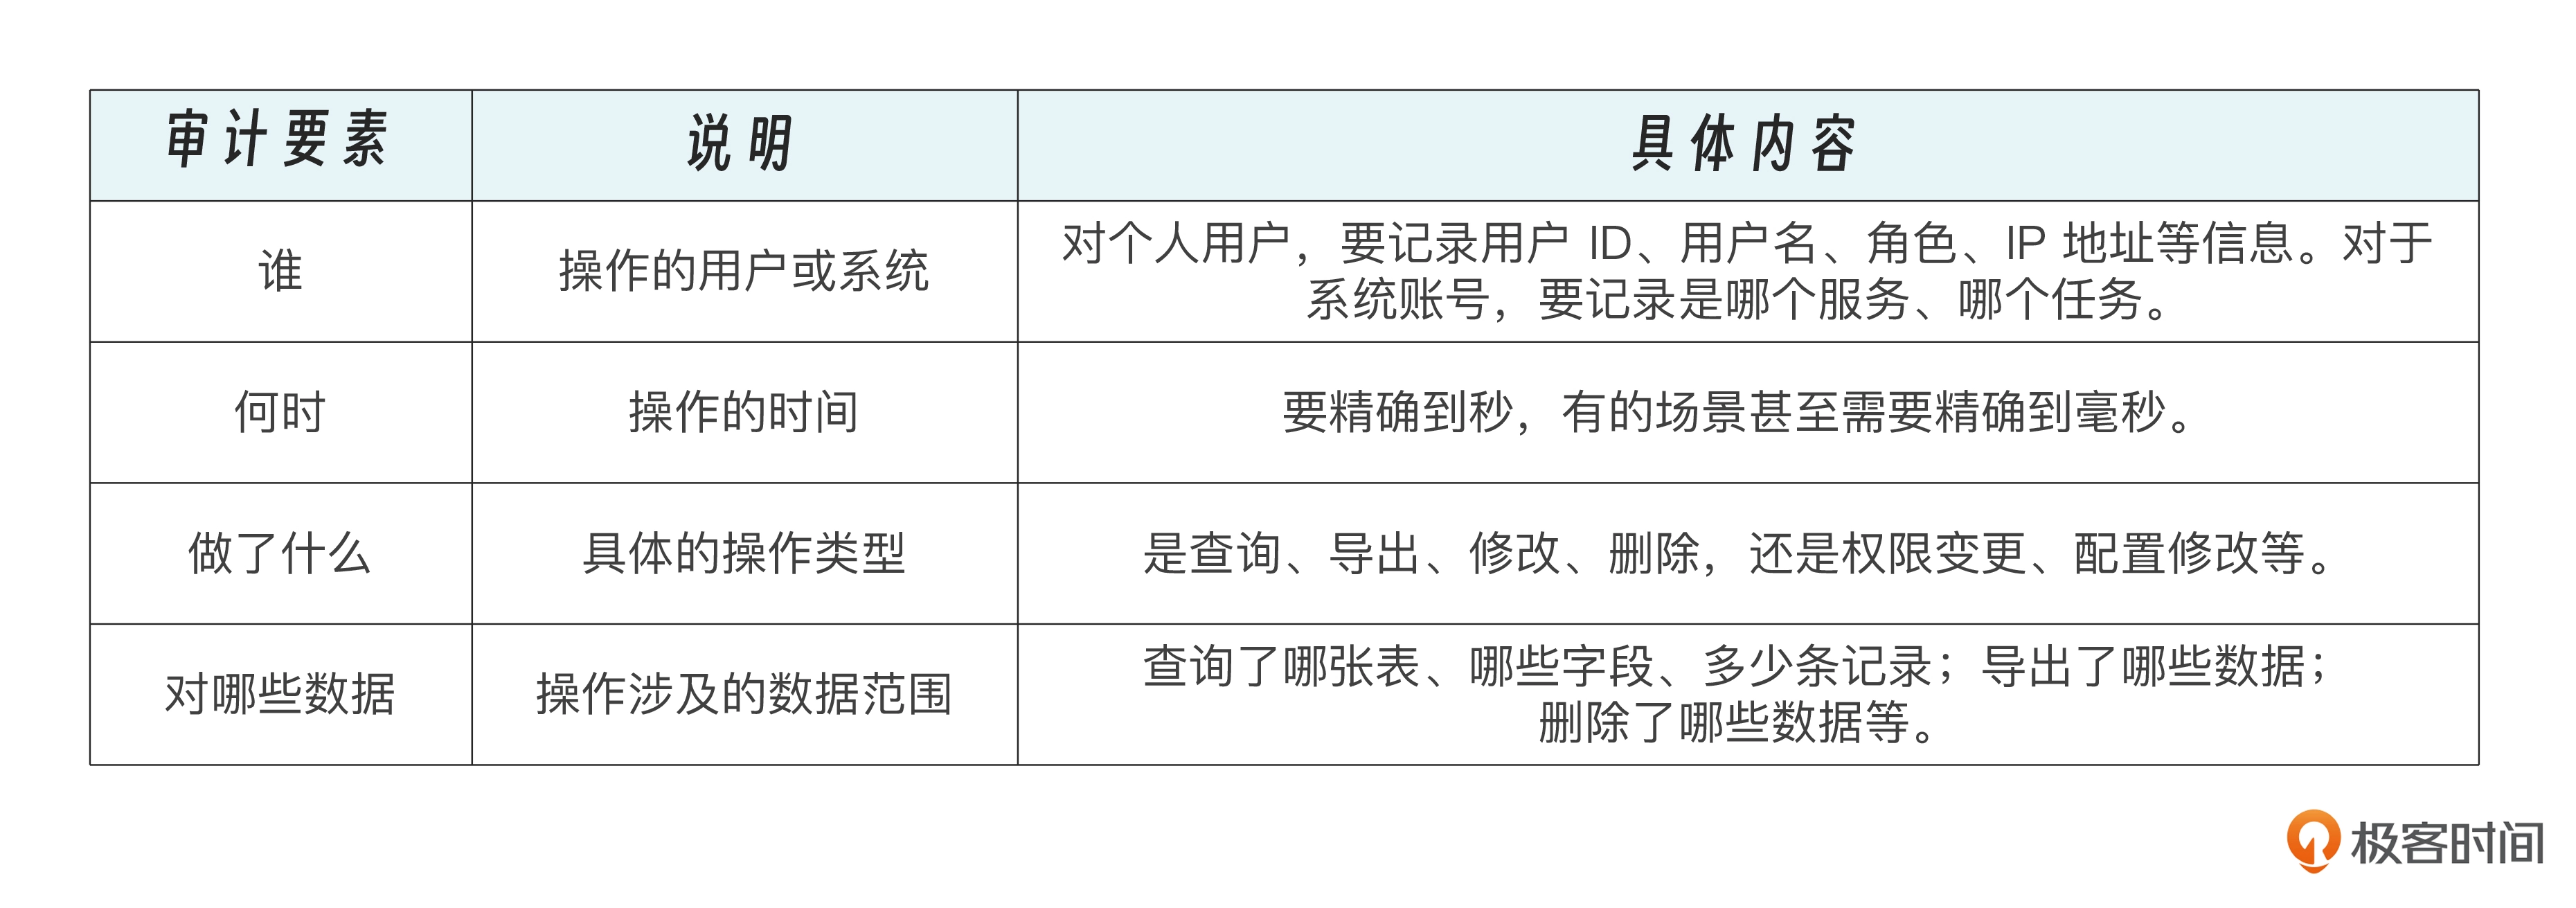 审计要素 说明 具体内容
谁 操作的用户或系统 对个人用户，要记录用户 ID、用户名、角色、IP 地址等信息。对于
系统账号，要记录是哪个服务、哪个任务。
何时 操作的时间 要精确到秒，有的场景甚至需要精确到毫秒。
做了什么 具体的操作类型 是查询、导出、修改、删除，还是权限变更、配置修改等。
对哪些数据 操作涉及的数据范围 查询了哪张表、哪些字段、多少条记录；导出了哪些数据；
删除了哪些数据等。
极客时间